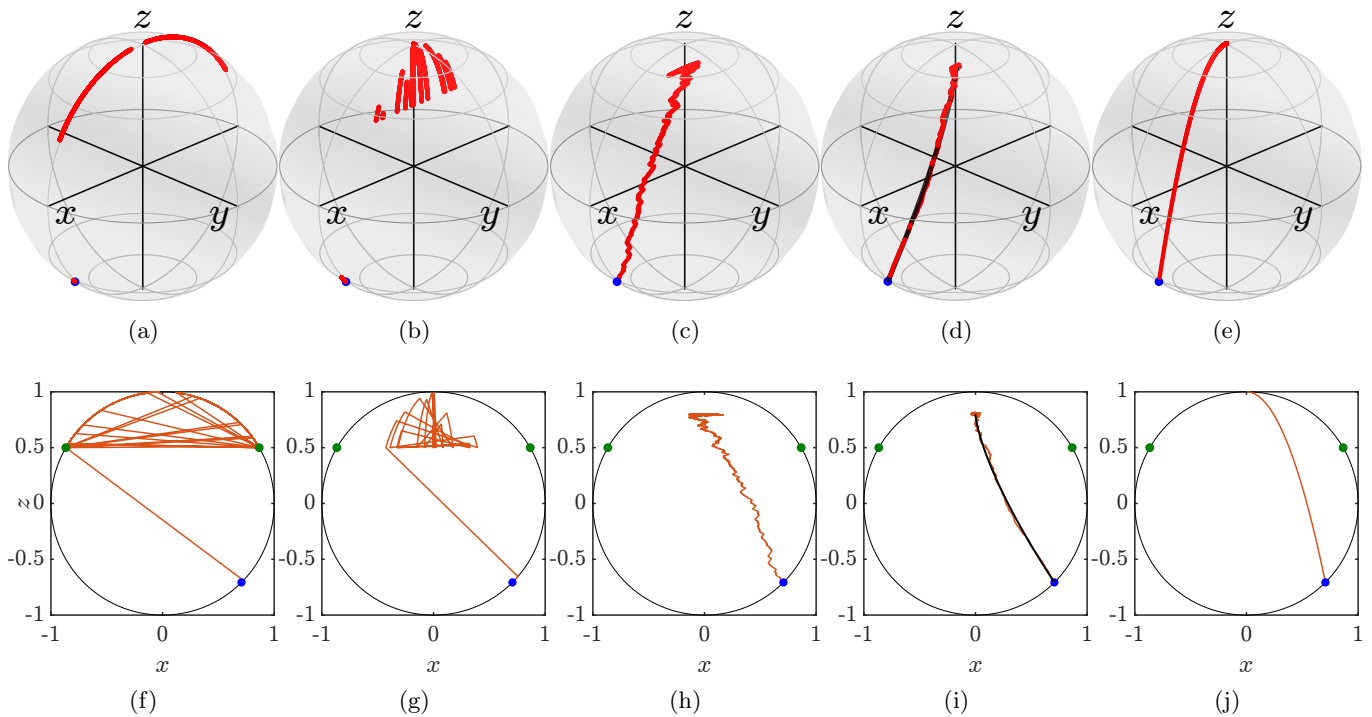 z z z z z
x y x y x y x y x y
(a) (b) (c) (d) (e)
1 1 1 1 1
0.5 0.5 0.5 0.5 0.5
z 0 0 0 0 0
-0.5 -0.5 -0.5 -0.5 -0.5
-1 -1 -1 -1 -1
-1 0 1 -1 0 1 -1 0 1 -1 0 1 -1 0 1
x x x x x
(f) (g) (h) (i) (j)